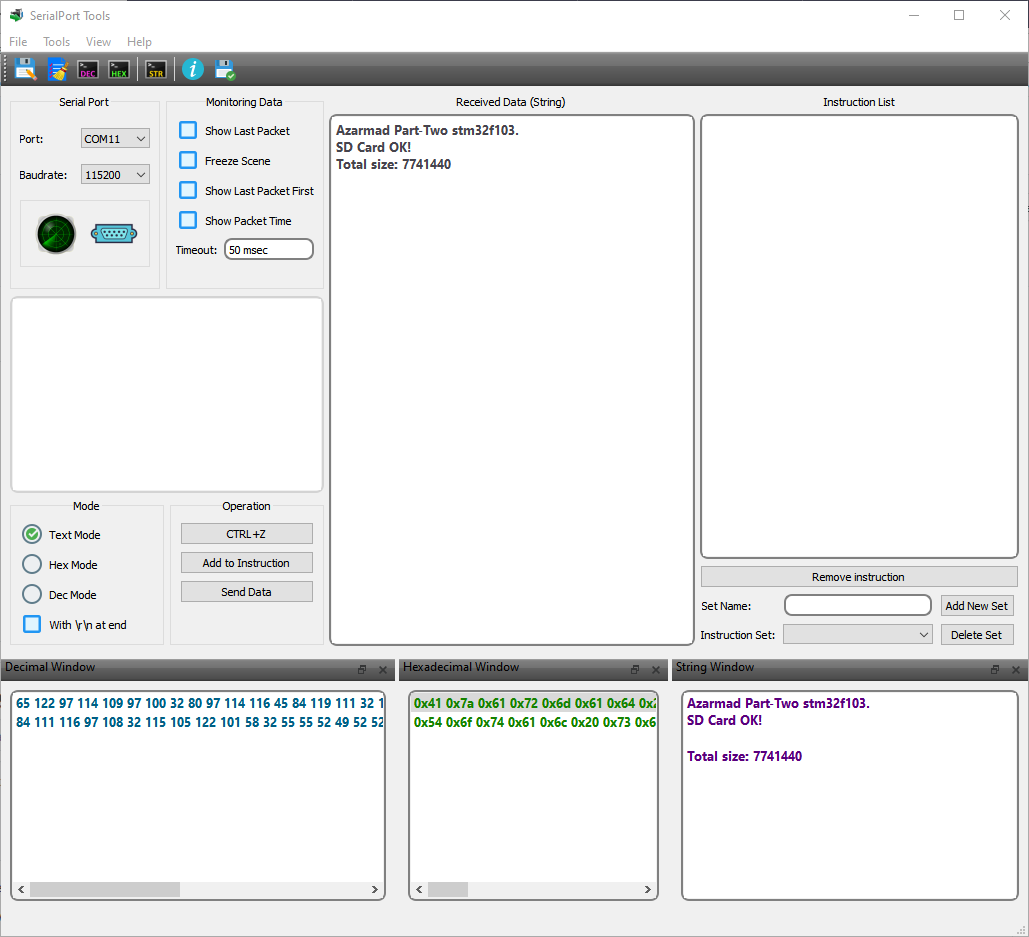 SerialPort Tools
File Tools View Help
DEC HEX STR
Serial Port
Port: COM11
Baudrate: 115200
Monitoring Data
Show Last Packet
Freeze Scene
Show Last Packet First
Show Packet Time
Timeout: 50 msec
Received Data (String)
Azarmad Part-Two stm32f103.
SD Card OK!
Total size: 7741440
Instruction List
Mode
Text Mode
Hex Mode
Dec Mode
With \r\n at end
Operation
CTRL+Z
Add to Instruction
Send Data
Remove instruction
Set Name: Add New Set
Instruction Set: Delete Set
Decimal Window
65 122 97 114 109 97 100 32 80 97 114 116 45 84 119 111 32 1
84 111 116 97 108 32 115 105 122 101 58 32 55 55 52 49 52 52
Hexadecimal Window
0x41 0x7a 0x61 0x72 0x6d 0x61 0x64 0x2
0x54 0x6f 0x74 0x61 0x6c 0x20 0x73 0x6
String Window
Azarmad Part-Two stm32f103.
SD Card OK!
Total size: 7741440